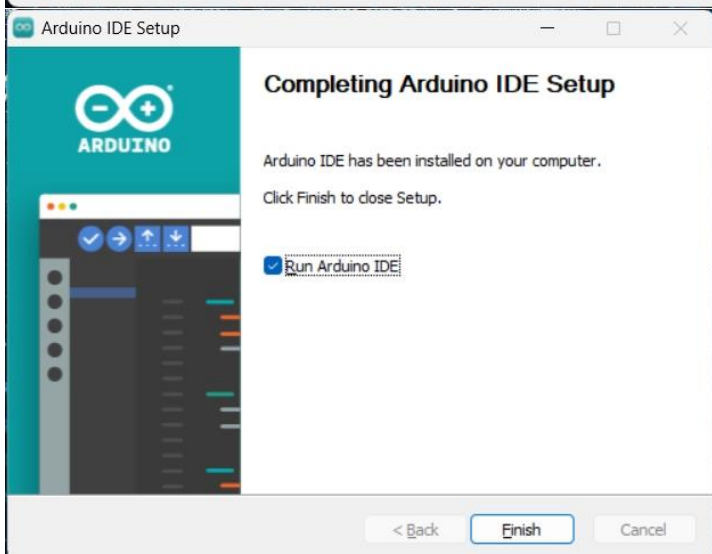 Arduino IDE Setup
Completing Arduino IDE Setup
ARDUINO
Arduino IDE has been installed on your computer.
Click Finish to close Setup.
Run Arduino IDE
< Back
Finish
Cancel